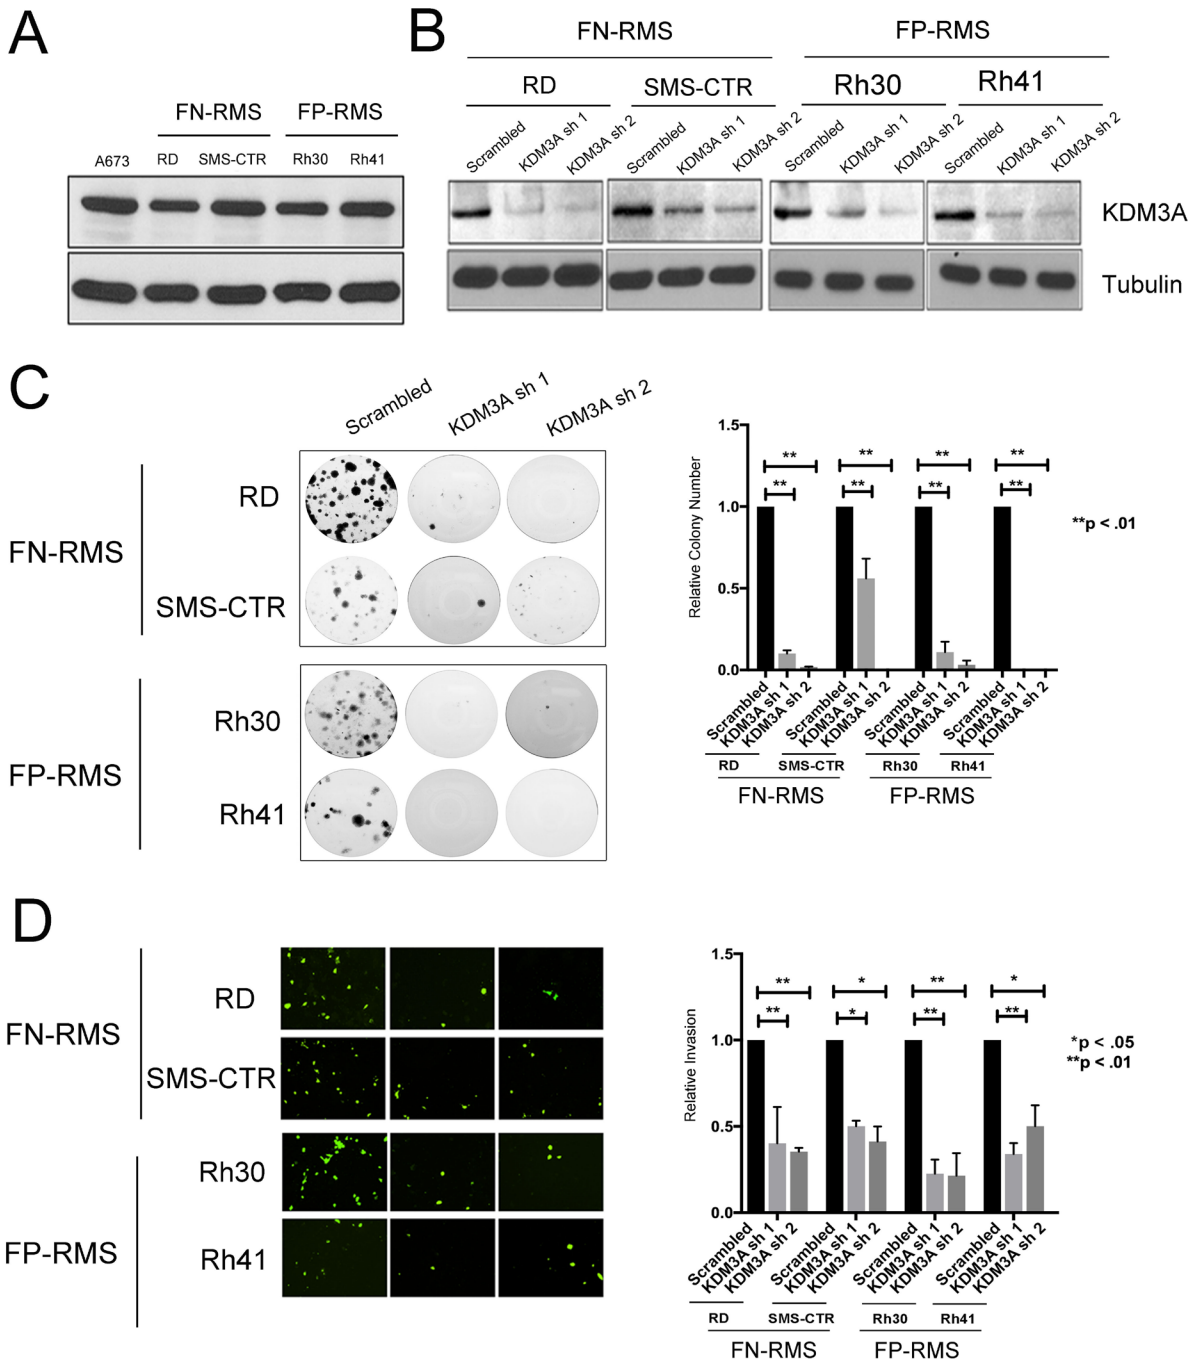 A
FN-RMS FP-RMS
A673 RD SMS-CTR Rh30 Rh41
B
FN-RMS FP-RMS
RD SMS-CTR Rh30 Rh41
Scrambled KDM3A sh 1 KDM3A sh 2 Scrambled KDM3A sh 1 KDM3A sh 2 Scrambled KDM3A sh 1 KDM3A sh 2 Scrambled KDM3A sh 1 KDM3A sh 2
KDM3A
Tubulin
C
Scrambled KDM3A sh 1 KDM3A sh 2
FN-RMS
RD
SMS-CTR
FP-RMS
Rh30
Rh41
Relative Colony Number
1.5
1.0
0.5
0.0
** ** ** **
** ** ** **
**p < .01
Scrambled KDM3A sh 1 KDM3A sh 2 Scrambled KDM3A sh 1 KDM3A sh 2 Scrambled KDM3A sh 1 KDM3A sh 2 Scrambled KDM3A sh 1 KDM3A sh 2
RD SMS-CTR Rh30 Rh41
FN-RMS FP-RMS
D
FN-RMS
RD
SMS-CTR
FP-RMS
Rh30
Rh41
Relative Invasion
1.5
1.0
0.5
0.0
** * ** *
** * ** **
*p < .05
**p < .01
Scrambled KDM3A sh 1 KDM3A sh 2 Scrambled KDM3A sh 1 KDM3A sh 2 Scrambled KDM3A sh 1 KDM3A sh 2 Scrambled KDM3A sh 1 KDM3A sh 2
RD SMS-CTR Rh30 Rh41
FN-RMS FP-RMS